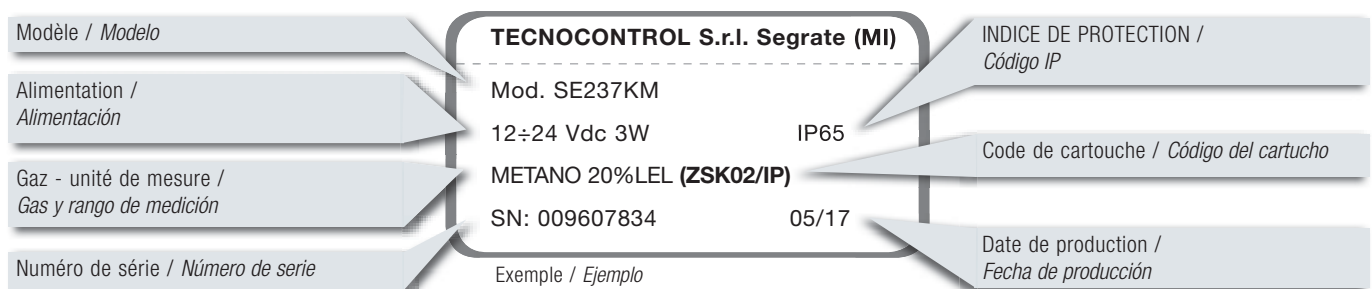 Modèle / Modelo
Alimentation /
Alimentación
Gaz - unité de mesure /
Gas y rango de medición
Numéro de série / Número de serie
TECNOCONTROL S.r.l. Segrate (MI)
Mod. SE237KM
12÷24 Vdc 3W IP65
METANO 20%LEL (ZSK02/IP)
SN: 009607834 05/17
Exemple / Ejemplo
INDICE DE PROTECTION /
Código IP
Code de cartouche / Código del cartucho
Date de production /
Fecha de producción